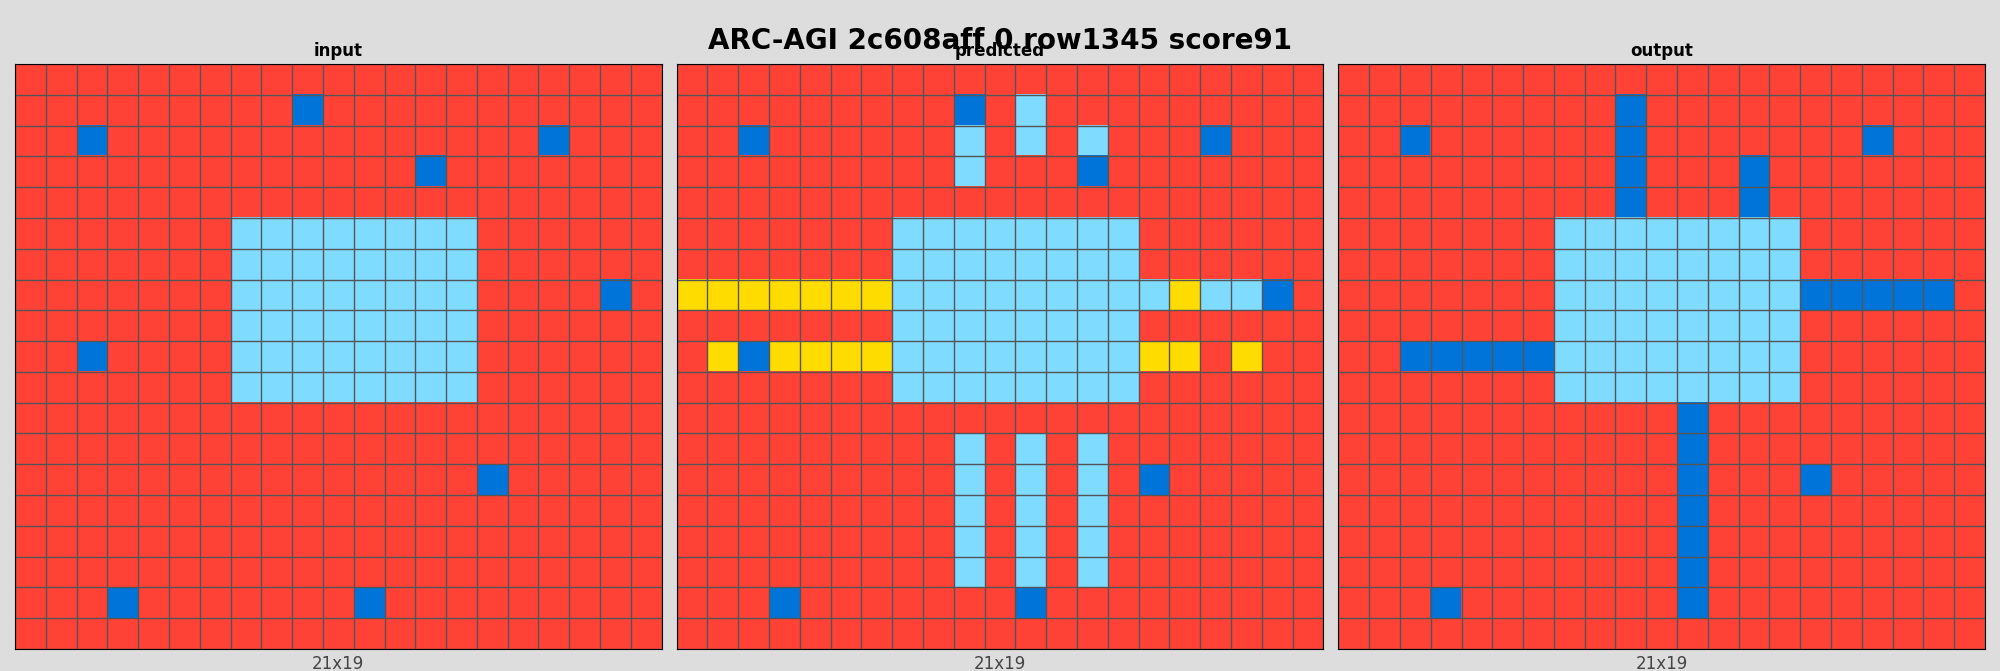 ARC-AGI 2c608aff 0 row1345 score91
input
predicted
output
21x19
21x19
21x19